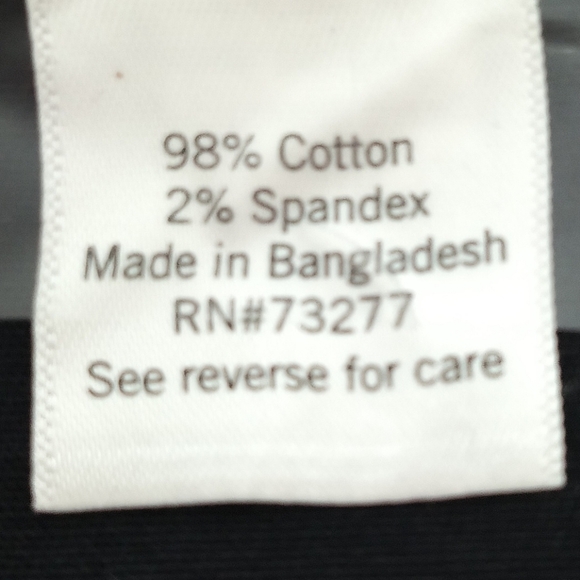 98% Cotton
2% Spandex
Made in Bangladesh
RN#73277
See reverse for care